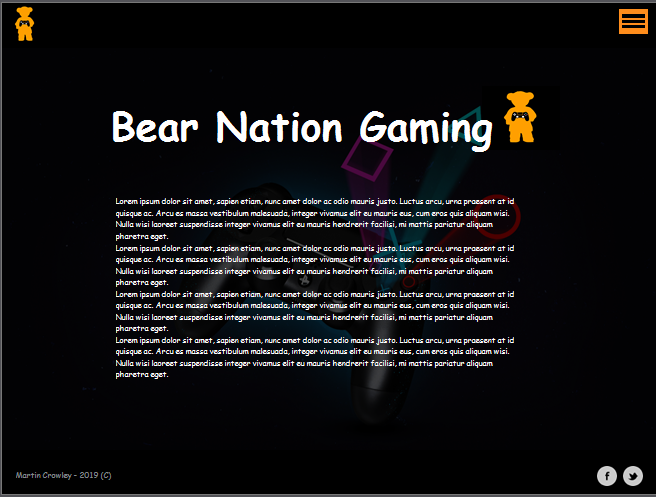 Bear Nation Gaming
Lorem ipsum dolor sit amet, sapien etiam, nunc amet dolor ac odio mauris justo. Luctus arcu, urna praesent at id
quisque ac. Arcu es massa vestibulum malesuada, integer vivamus elit eu mauris eus, cum eros quis aliquam wisi.
Nulla wisi laoreet suspendisse integer vivamus elit eu mauris hendrerit facilisi, mi mattis pariatur aliquam
pharetra eget.
Lorem ipsum dolor sit amet, sapien etiam, nunc amet dolor ac odio mauris justo. Luctus arcu, urna praesent at id
quisque ac. Arcu es massa vestibulum malesuada, integer vivamus elit eu mauris eus, cum eros quis aliquam wisi.
Nulla wisi laoreet suspendisse integer vivamus elit eu mauris hendrerit facilisi, mi mattis pariatur aliquam
pharetra eget.
Lorem ipsum dolor sit amet, sapien etiam, nunc amet dolor ac odio mauris justo. Luctus arcu, urna praesent at id
quisque ac. Arcu es massa vestibulum malesuada, integer vivamus elit eu mauris eus, cum eros quis aliquam wisi.
Nulla wisi laoreet suspendisse integer vivamus elit eu mauris hendrerit facilisi, mi mattis pariatur aliquam
pharetra eget.
Lorem ipsum dolor sit amet, sapien etiam, nunc amet dolor ac odio mauris justo. Luctus arcu, urna praesent at id
quisque ac. Arcu es massa vestibulum malesuada, integer vivamus elit eu mauris eus, cum eros quis aliquam wisi.
Nulla wisi laoreet suspendisse integer vivamus elit eu mauris hendrerit facilisi, mi mattis pariatur aliquam
pharetra eget.
Martin Crowley - 2019 (C)